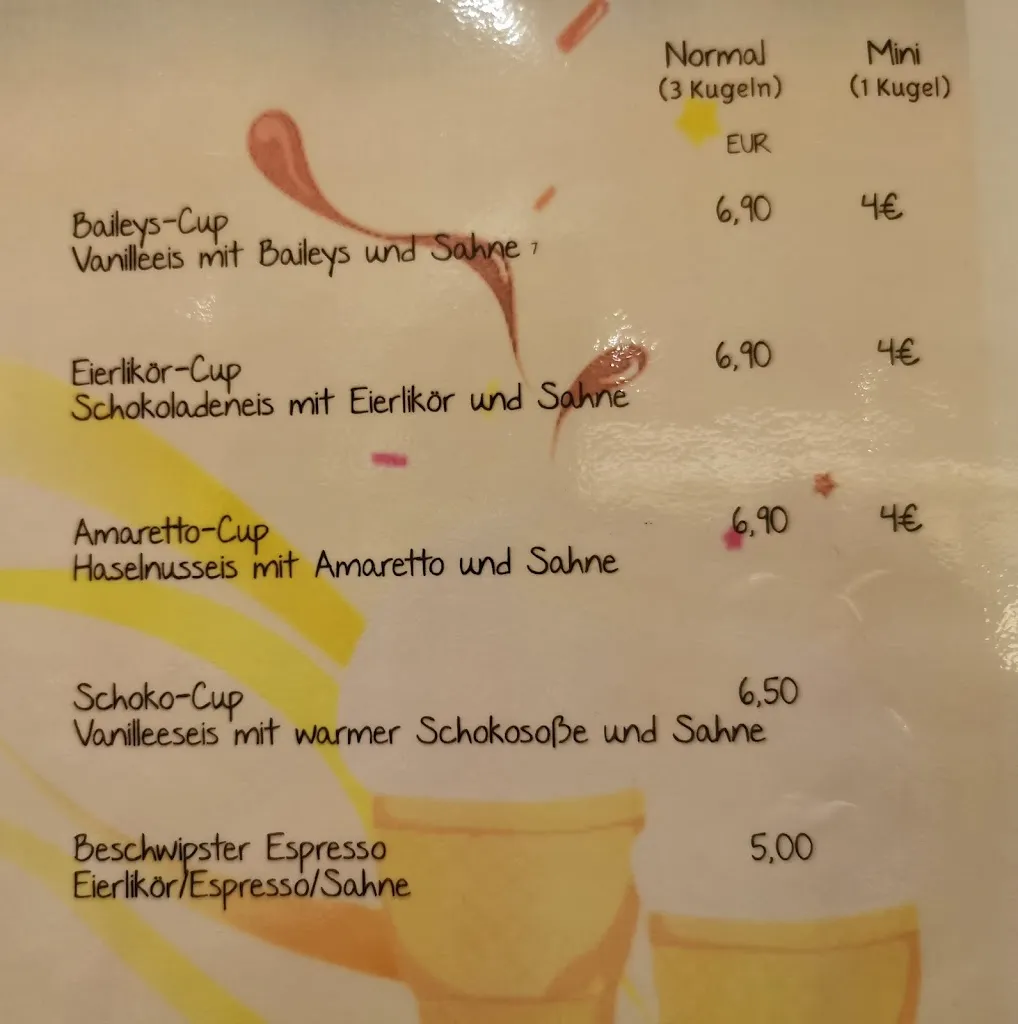 Normal Mini
(3 Kugeln) (1 Kugel)
EUR
Baileys-Cup 6,90 4€
Vanilleeis mit Baileys und Sahne 7
Eierlikör-Cup 6,90 4€
Schokoladeneis mit Eierlikör und Sahne
Amaretto-Cup 6,90 4€
Haselnusseis mit Amaretto und Sahne
Schoko-Cup 6,50
Vanilleeseis mit warmer Schokosoße und Sahne
Beschwipster Espresso 5,00
Eierlikör/Espresso/Sahne